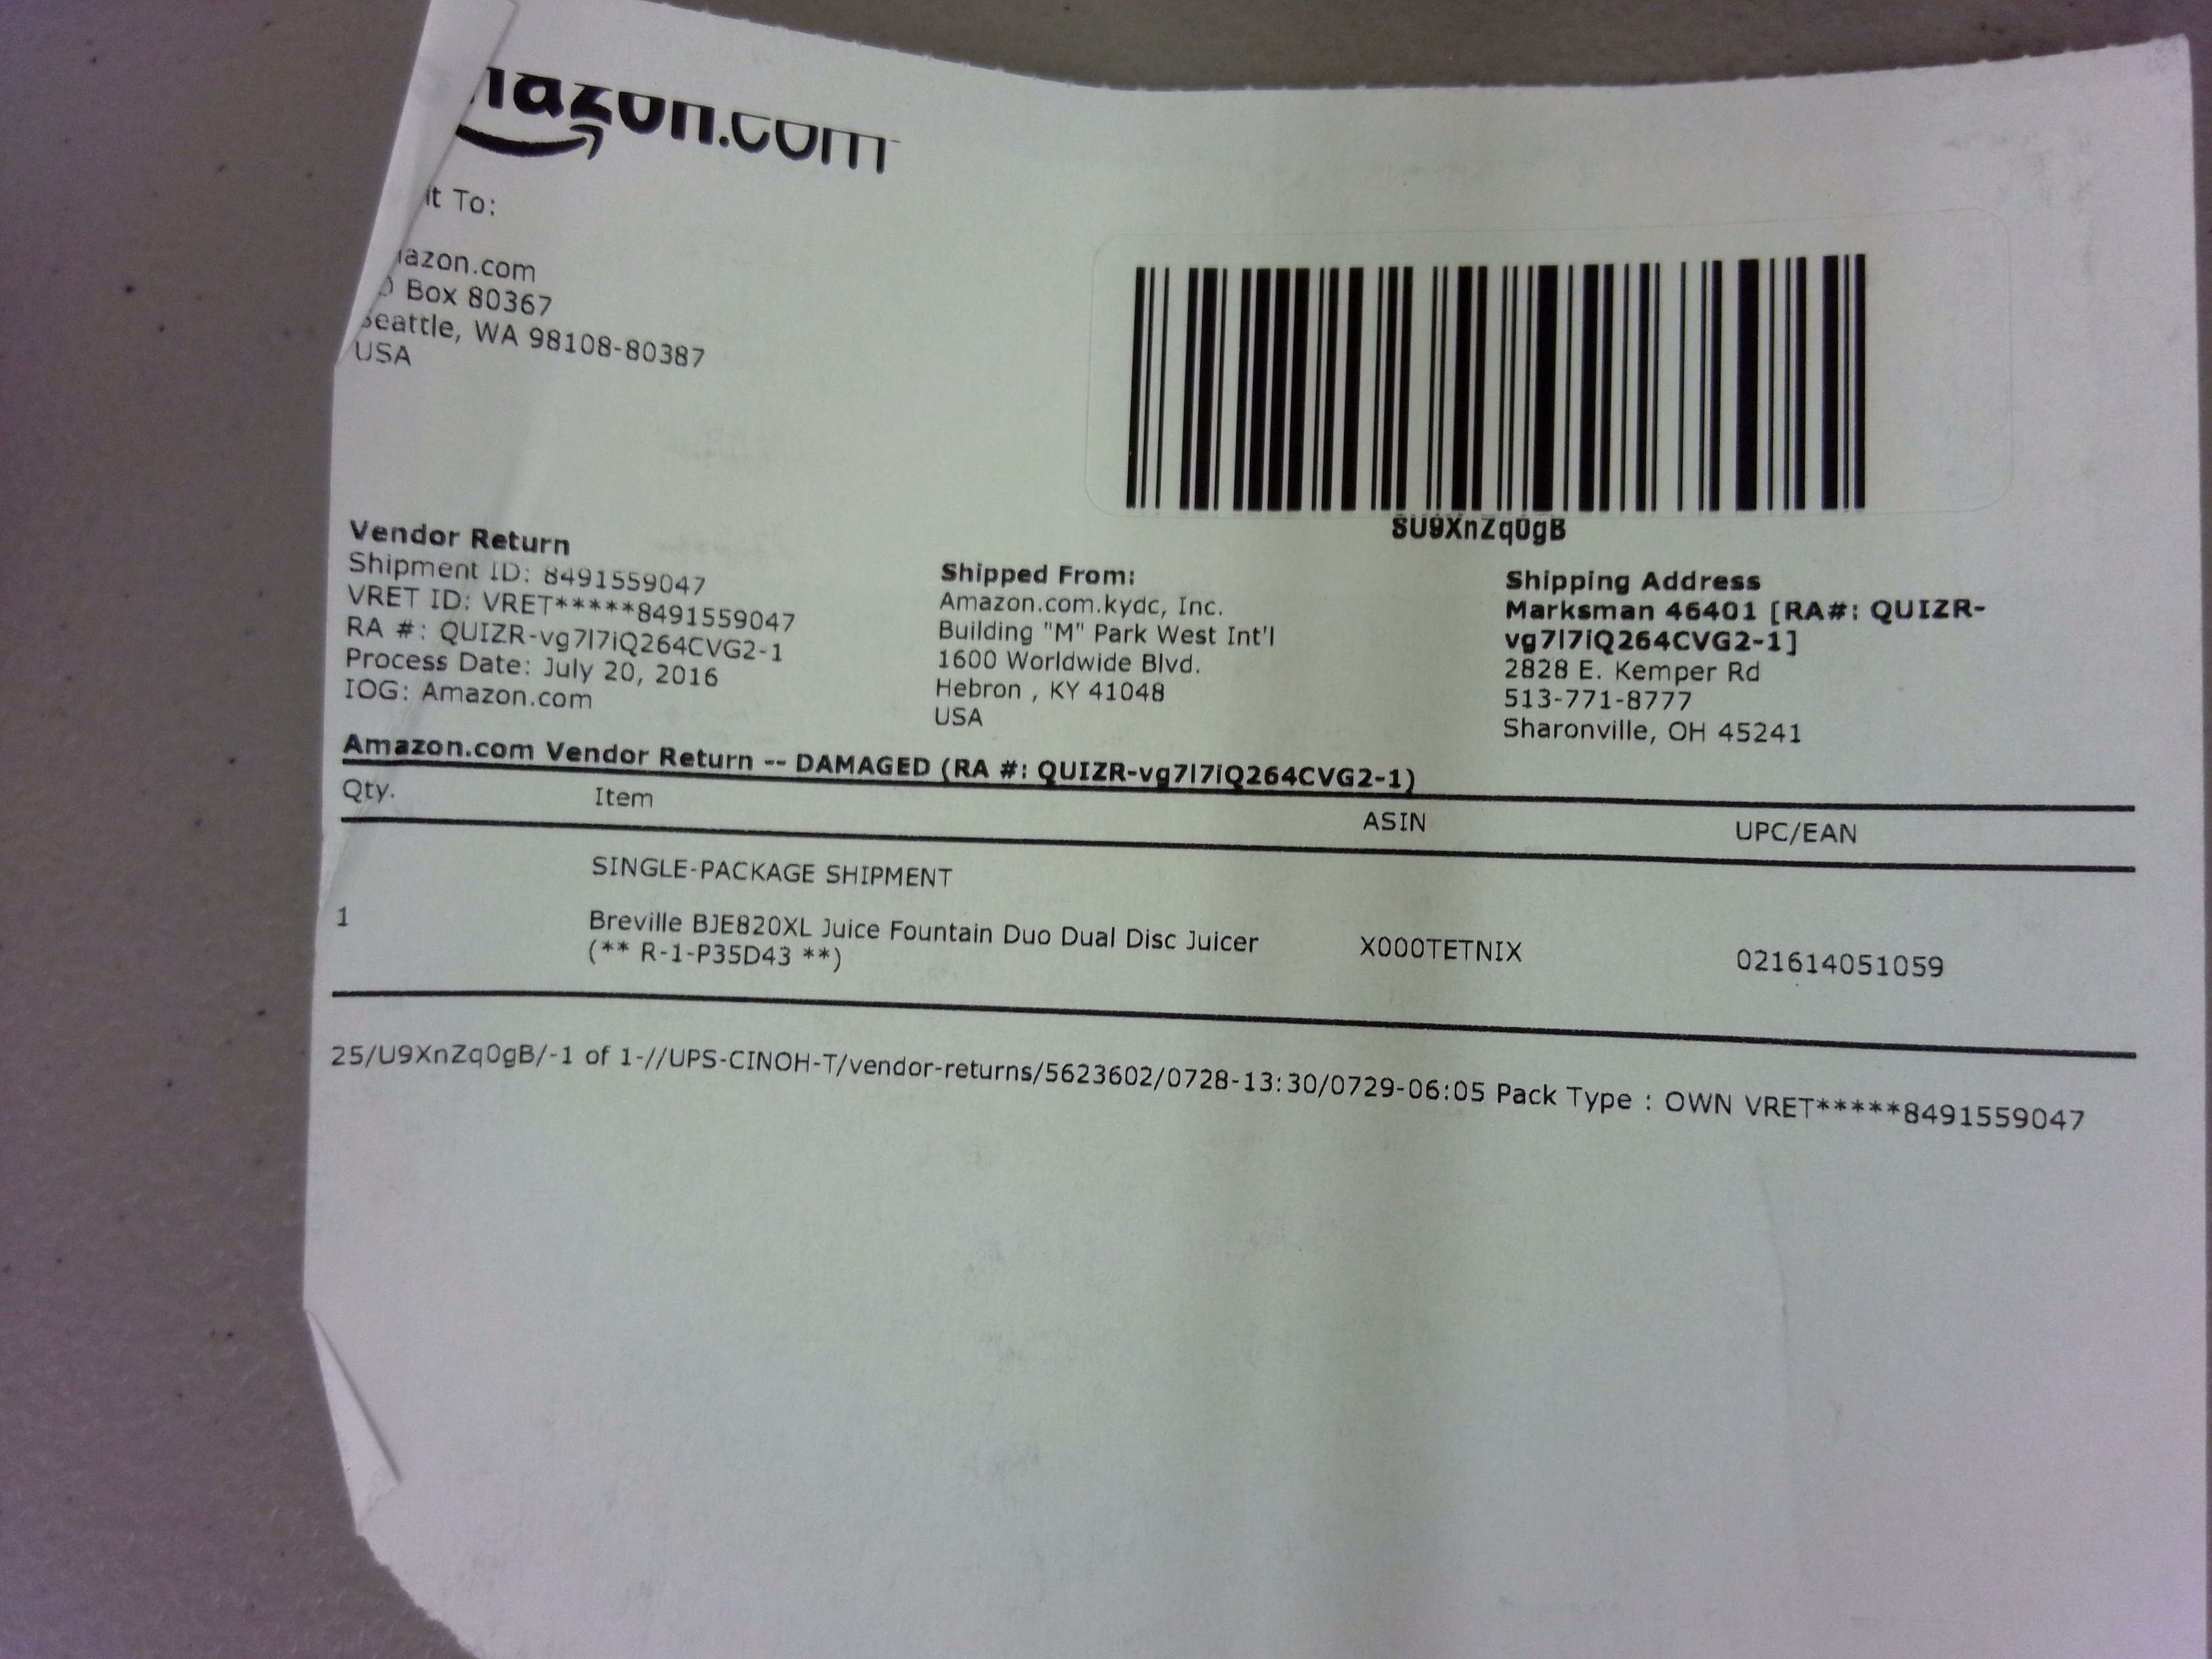 azon.com
it To:
azon.com
Box 80367
Seattle, WA 98108-80387
USA
SU9XnZq0gB
Vendor Return
Shipment ID: 8491559047
VRET ID: VRET*****8491559047
RA #: QUIZR-vg7l7iQ264CVG2-1
Process Date: July 20, 2016
IOG: Amazon.com
Shipped From:
Amazon.com.kydc, Inc.
Building "M" Park West Int'l
1600 Worldwide Blvd.
Hebron , KY 41048
USA
Shipping Address
Marksman 46401 [RA#: QUIZR-
vg7l7iQ264CVG2-1]
2828 E. Kemper Rd
513-771-8777
Sharonville, OH 45241
Amazon.com Vendor Return -- DAMAGED (RA #: QUIZR-vg7l7iQ264CVG2-1)
Qty. Item ASIN UPC/EAN
SINGLE-PACKAGE SHIPMENT
1 Breville BJE820XL Juice Fountain Duo Dual Disc Juicer X000TETNIX 021614051059
(** R-1-P35D43 **)
25/U9XnZq0gB/-1 of 1-//UPS-CINOH-T/vendor-returns/5623602/0728-13:30/0729-06:05 Pack Type : OWN VRET*****8491559047